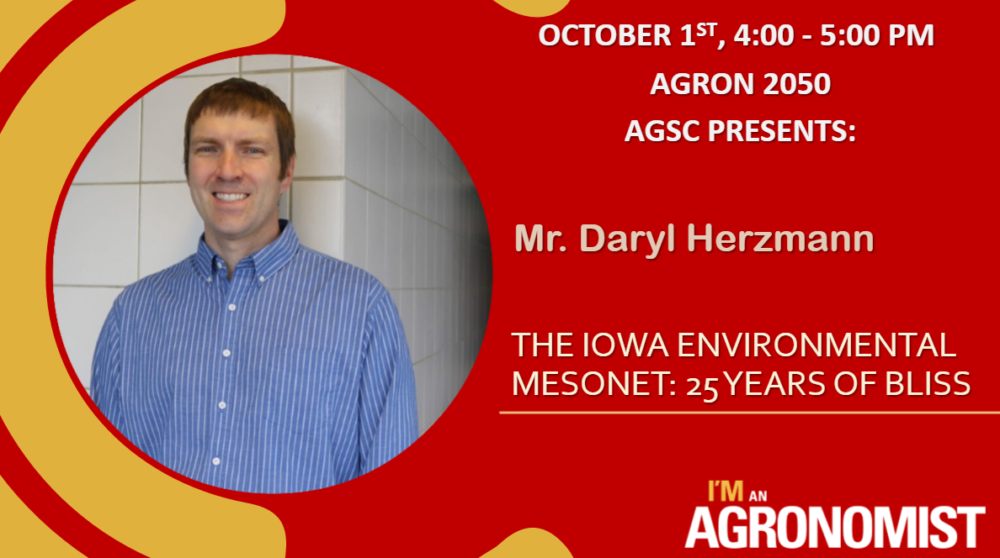 OCTOBER 1ST, 4:00 - 5:00 PM
AGRON 2050
AGSC PRESENTS:
Mr. Daryl Herzmann
THE IOWA ENVIRONMENTAL
MESONET: 25 YEARS OF BLISS
I'M AN
AGRONOMIST